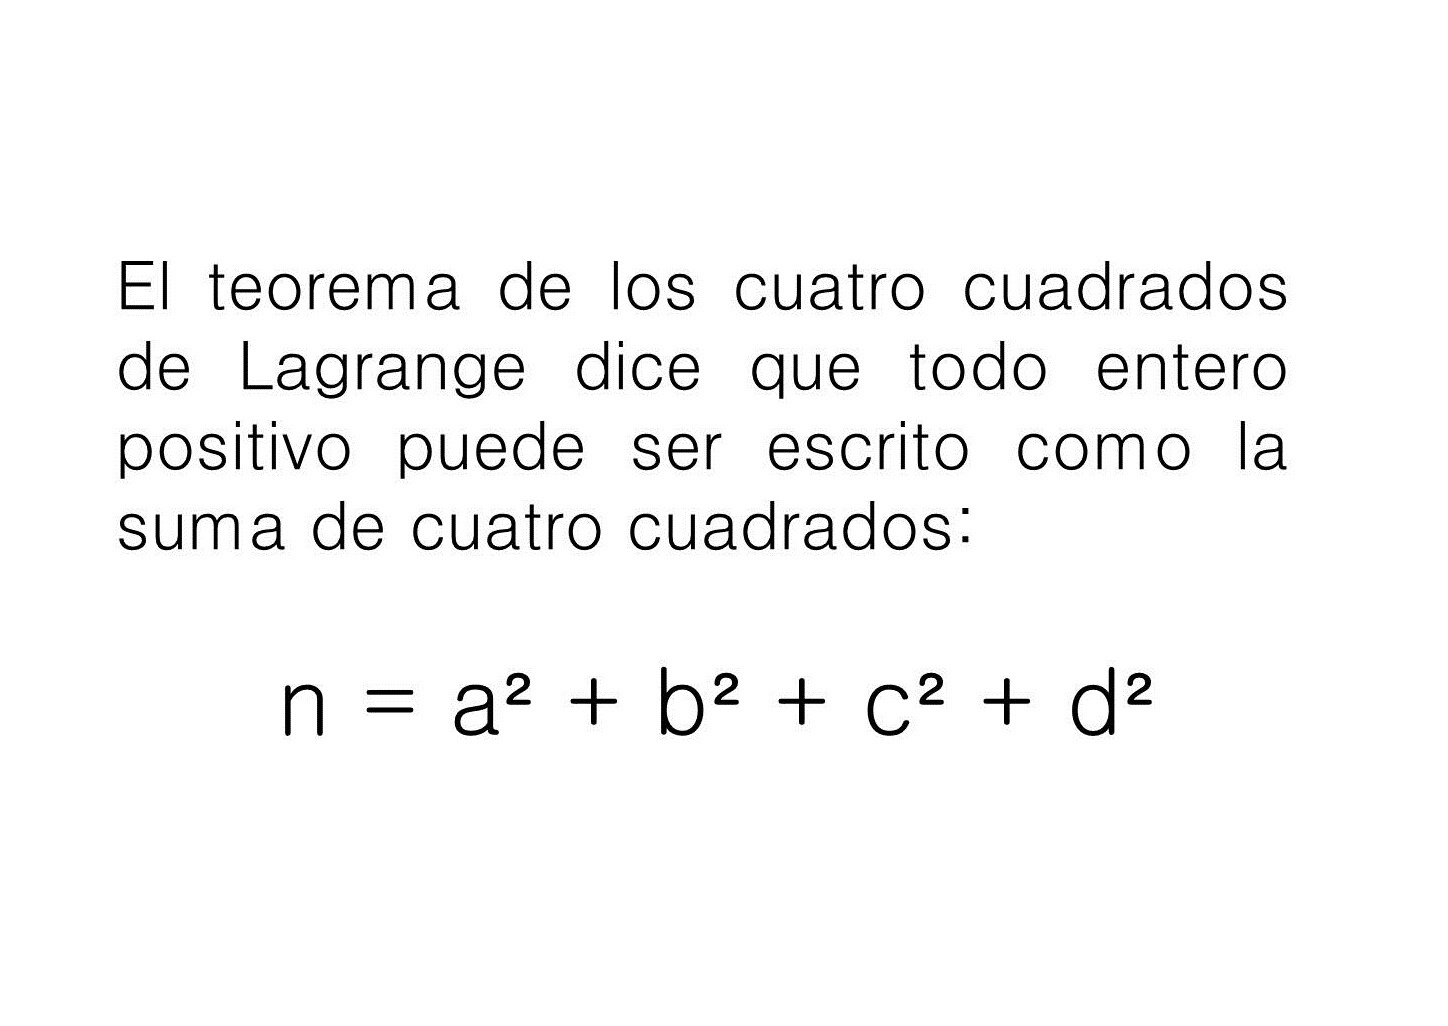 El teorema de los cuatro cuadrados
de Lagrange dice que todo entero
positivo puede ser escrito como la
suma de cuatro cuadrados:
n = a² + b² + c² + d²